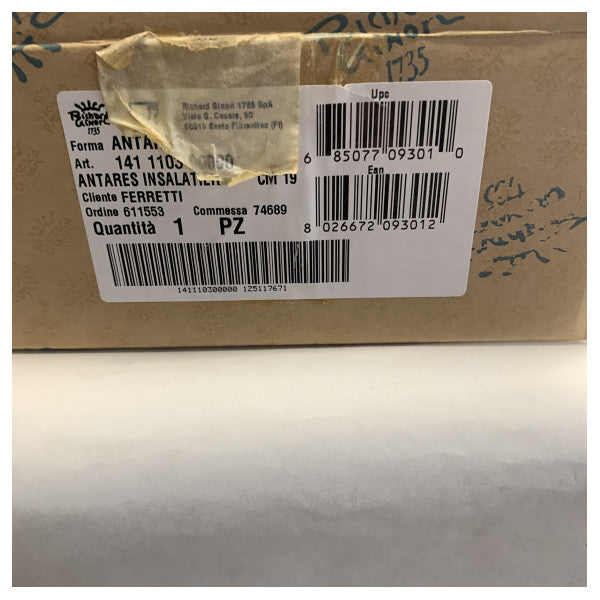 Richard
Ginori
1735
Upc
Richard
Ginori
1735
Richard Ginori 1735 SpA
Viale G. Cesare, 50
50019 Sesto Fiorentino (FI)
Forma
Art. 141
ANTARES INSALATIER CM 19
Cliente FERRETTI
Ordine 611553 Commessa 74689
Quantità 1 PZ
6 85077 09301 0
Ean
8 026672 093012
141110300000 125117671